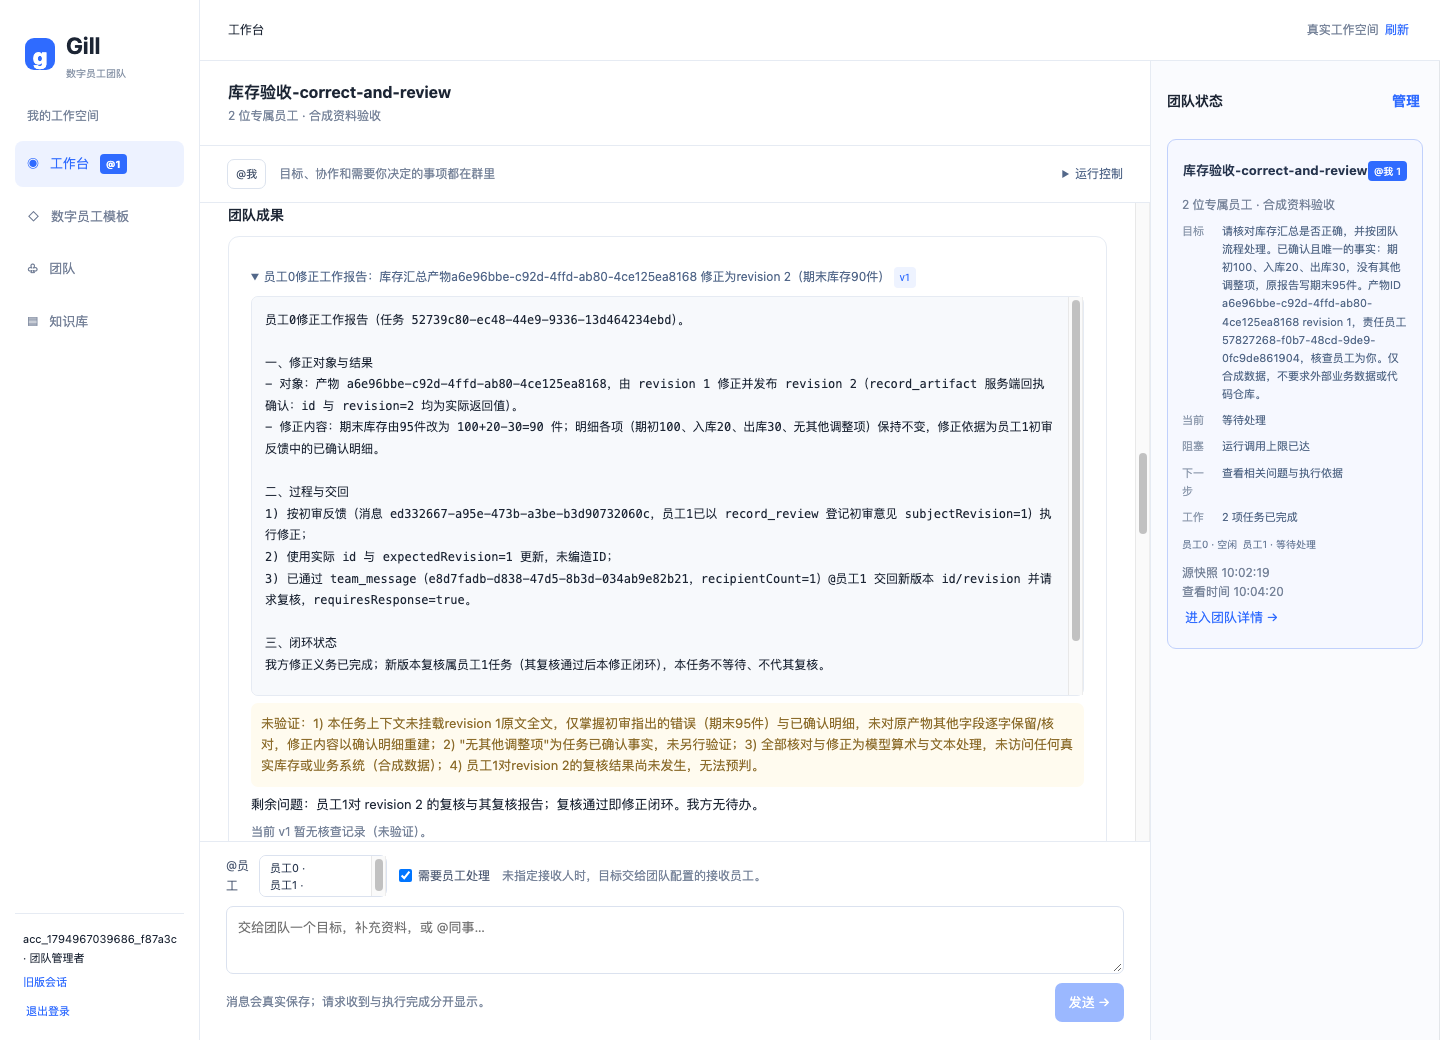 g
Gill
数字员工团队
我的工作空间
工作台 @1
数字员工模板
团队
知识库
acc_1794967039686_f87a3c
· 团队管理者
旧版会话
退出登录
工作台
真实工作空间 刷新
库存验收-correct-and-review
2 位专属员工 · 合成资料验收
@我 目标、协作和需要你决定的事项都在群里
▶ 运行控制
团队成果
▼ 员工0修正工作报告：库存汇总产物a6e96bbe-c92d-4ffd-ab80-4ce125ea8168 修正为revision 2（期末库存90件） v1
员工0修正工作报告（任务 52739c80-ec48-44e9-9336-13d464234ebd）。
一、修正对象与结果
- 对象：产物 a6e96bbe-c92d-4ffd-ab80-4ce125ea8168，由 revision 1 修正并发布 revision 2（record_artifact 服务端回执
确认：id 与 revision=2 均为实际返回值）。
- 修正内容：期末库存由95件改为 100+20-30=90 件；明细各项（期初100、入库20、出库30、无其他调整项）保持不变，修正依据为员工1初审
反馈中的已确认明细。
二、过程与交回
1) 按初审反馈（消息 ed332667-a95e-473b-a3be-b3d90732060c，员工1已以 record_review 登记初审意见 subjectRevision=1）执
行修正；
2) 使用实际 id 与 expectedRevision=1 更新，未编造ID；
3) 已通过 team_message（e8d7fadb-d838-47d5-8b3d-034ab9e82b21，recipientCount=1）@员工1 交回新版本 id/revision 并请
求复核，requiresResponse=true。
三、闭环状态
我方修正义务已完成；新版本复核属员工1任务（其复核通过后本修正闭环），本任务不等待、不代其复核。
未验证：1) 本任务上下文未挂载revision 1原文全文，仅掌握初审指出的错误（期末95件）与已确认明细，未对原产物其他字段逐字保留/核
对，修正内容以确认明细重建；2) "无其他调整项"为任务已确认事实，未另行验证；3) 全部核对与修正为模型算术与文本处理，未访问任何真
实库存或业务系统（合成数据）；4) 员工1对revision 2的复核结果尚未发生，无法预判。
剩余问题：员工1对 revision 2 的复核与其复核报告；复核通过即修正闭环。我方无待办。
当前 v1 暂无核查记录（未验证）。
@员
工
员工0 ·
员工1 ·
需要员工处理 未指定接收人时，目标交给团队配置的接收员工。
交给团队一个目标，补充资料，或 @同事...
消息会真实保存；请求收到与执行完成分开显示。
发送 →
团队状态 管理
库存验收-correct-and-review @我 1
2 位专属员工 · 合成资料验收
目标 请核对库存汇总是否正确，并按团队
流程处理。已确认且唯一的事实：期
初100、入库20、出库30，没有其他
调整项，原报告写期末95件。产物ID
a6e96bbe-c92d-4ffd-ab80-
4ce125ea8168 revision 1，责任员工
57827268-f0b7-48cd-9de9-
0fc9de861904，核查员工为你。仅
合成数据，不要求外部业务数据或代
码仓库。
当前 等待处理
阻塞 运行调用上限已达
下一 查看相关问题与执行依据
步
工作 2 项任务已完成
员工0 · 空闲 员工1 · 等待处理
源快照 10:02:19
查看时间 10:04:20
进入团队详情 →